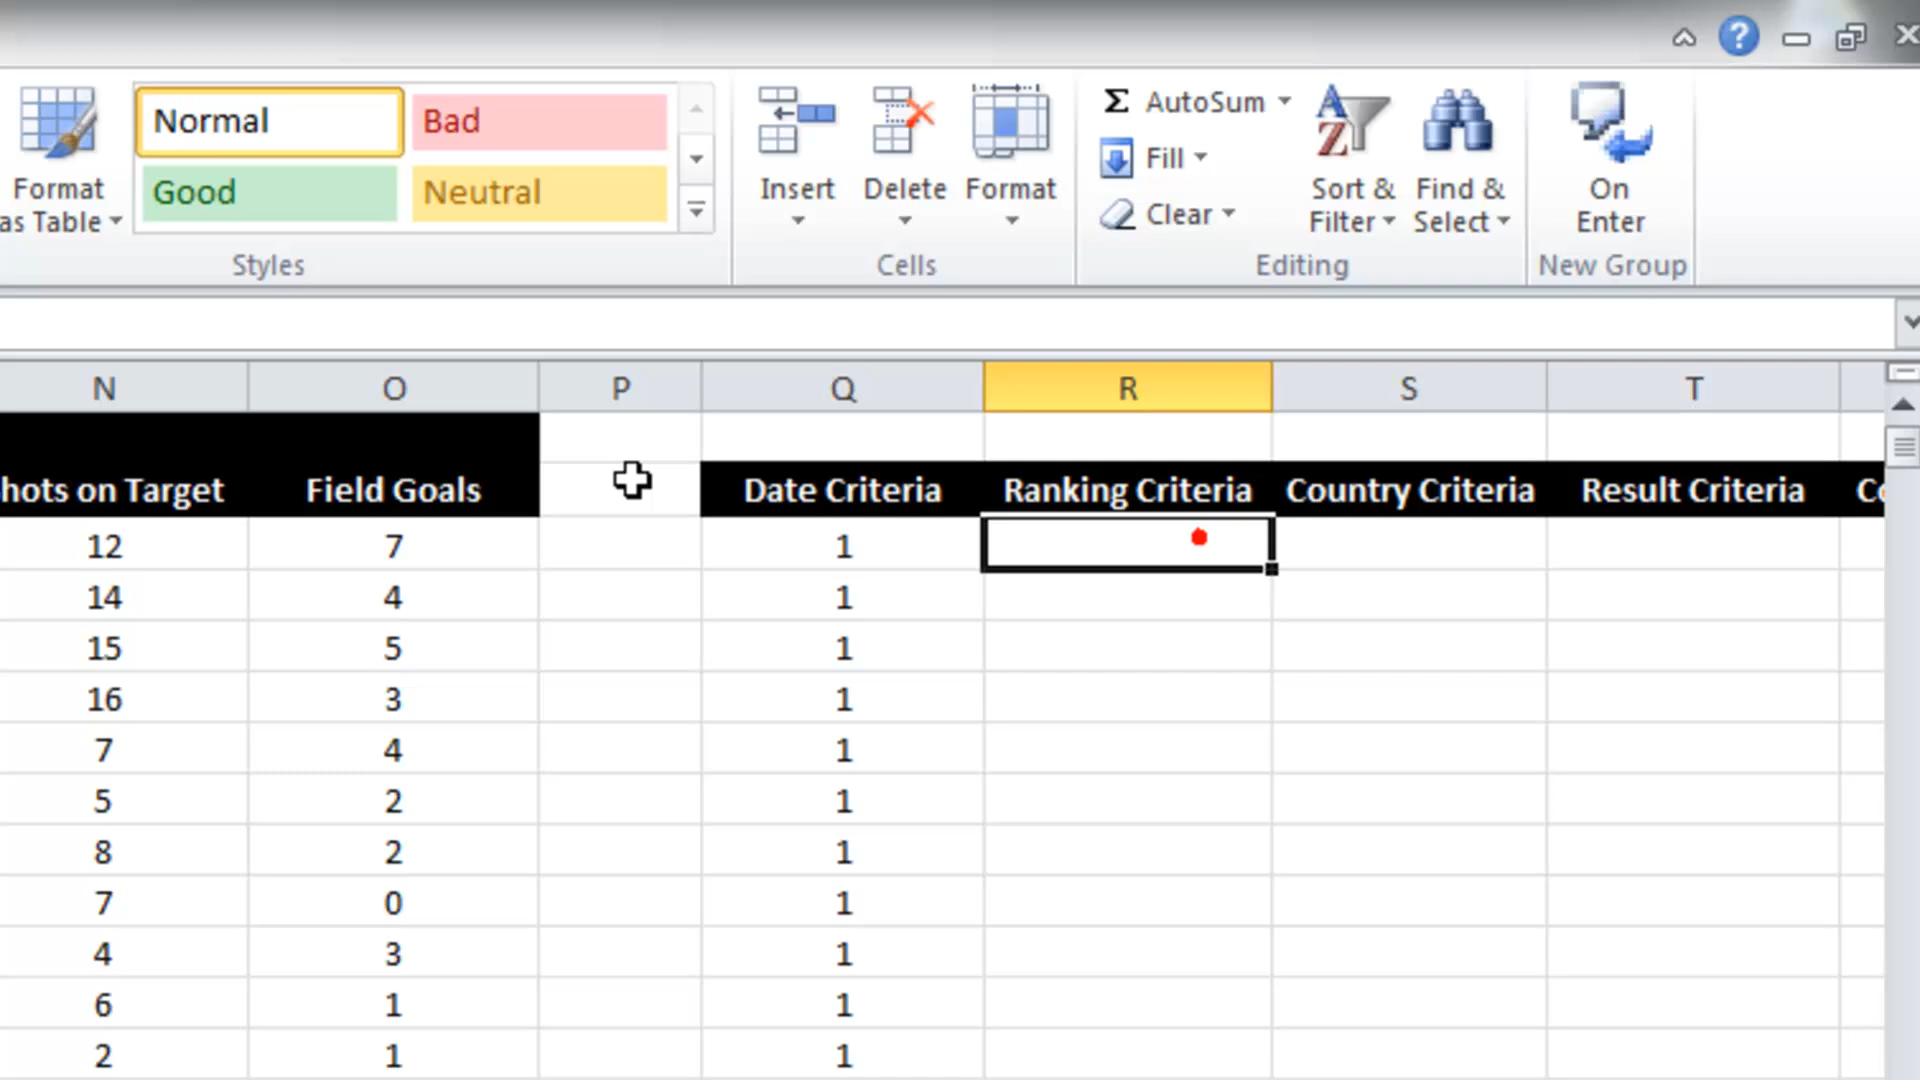 Format
as Table
Normal
Bad
Good
Neutral
Styles
Insert
Delete
Format
Cells
Σ AutoSum
Fill
Clear
Sort &
Filter
Find &
Select
Editing
On
Enter
New Group
N O P Q R S T
hots on Target Field Goals Date Criteria Ranking Criteria Country Criteria Result Criteria
12 7 1
14 4 1
15 5 1
16 3 1
7 4 1
5 2 1
8 2 1
7 0 1
4 3 1
6 1 1
2 1 1